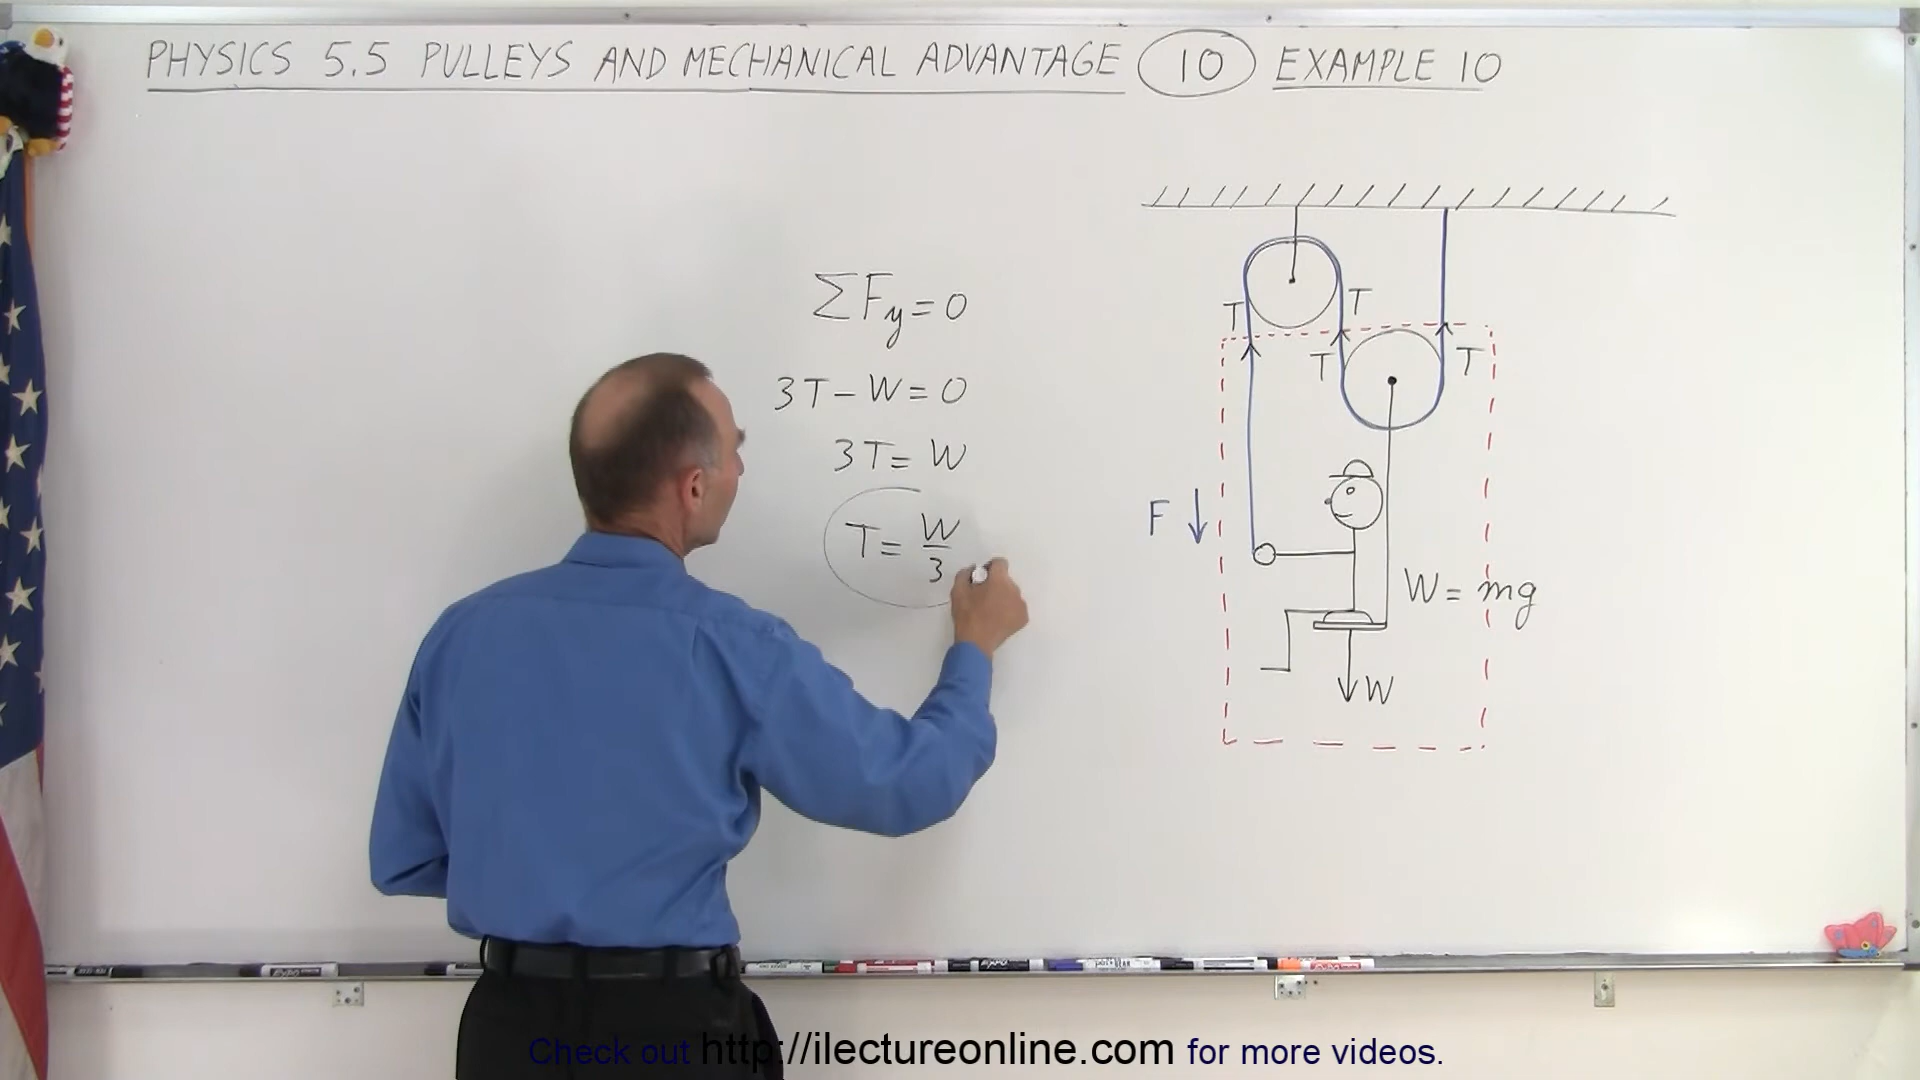 PHYSICS 5.5 PULLEYS AND MECHANICAL ADVANTAGE 10 EXAMPLE 10
ΣFy = 0
3T - W = 0
3T = W
T = W/3
T
T
T
T
F
W = mg
W
Check out http://ilectureonline.com for more videos.